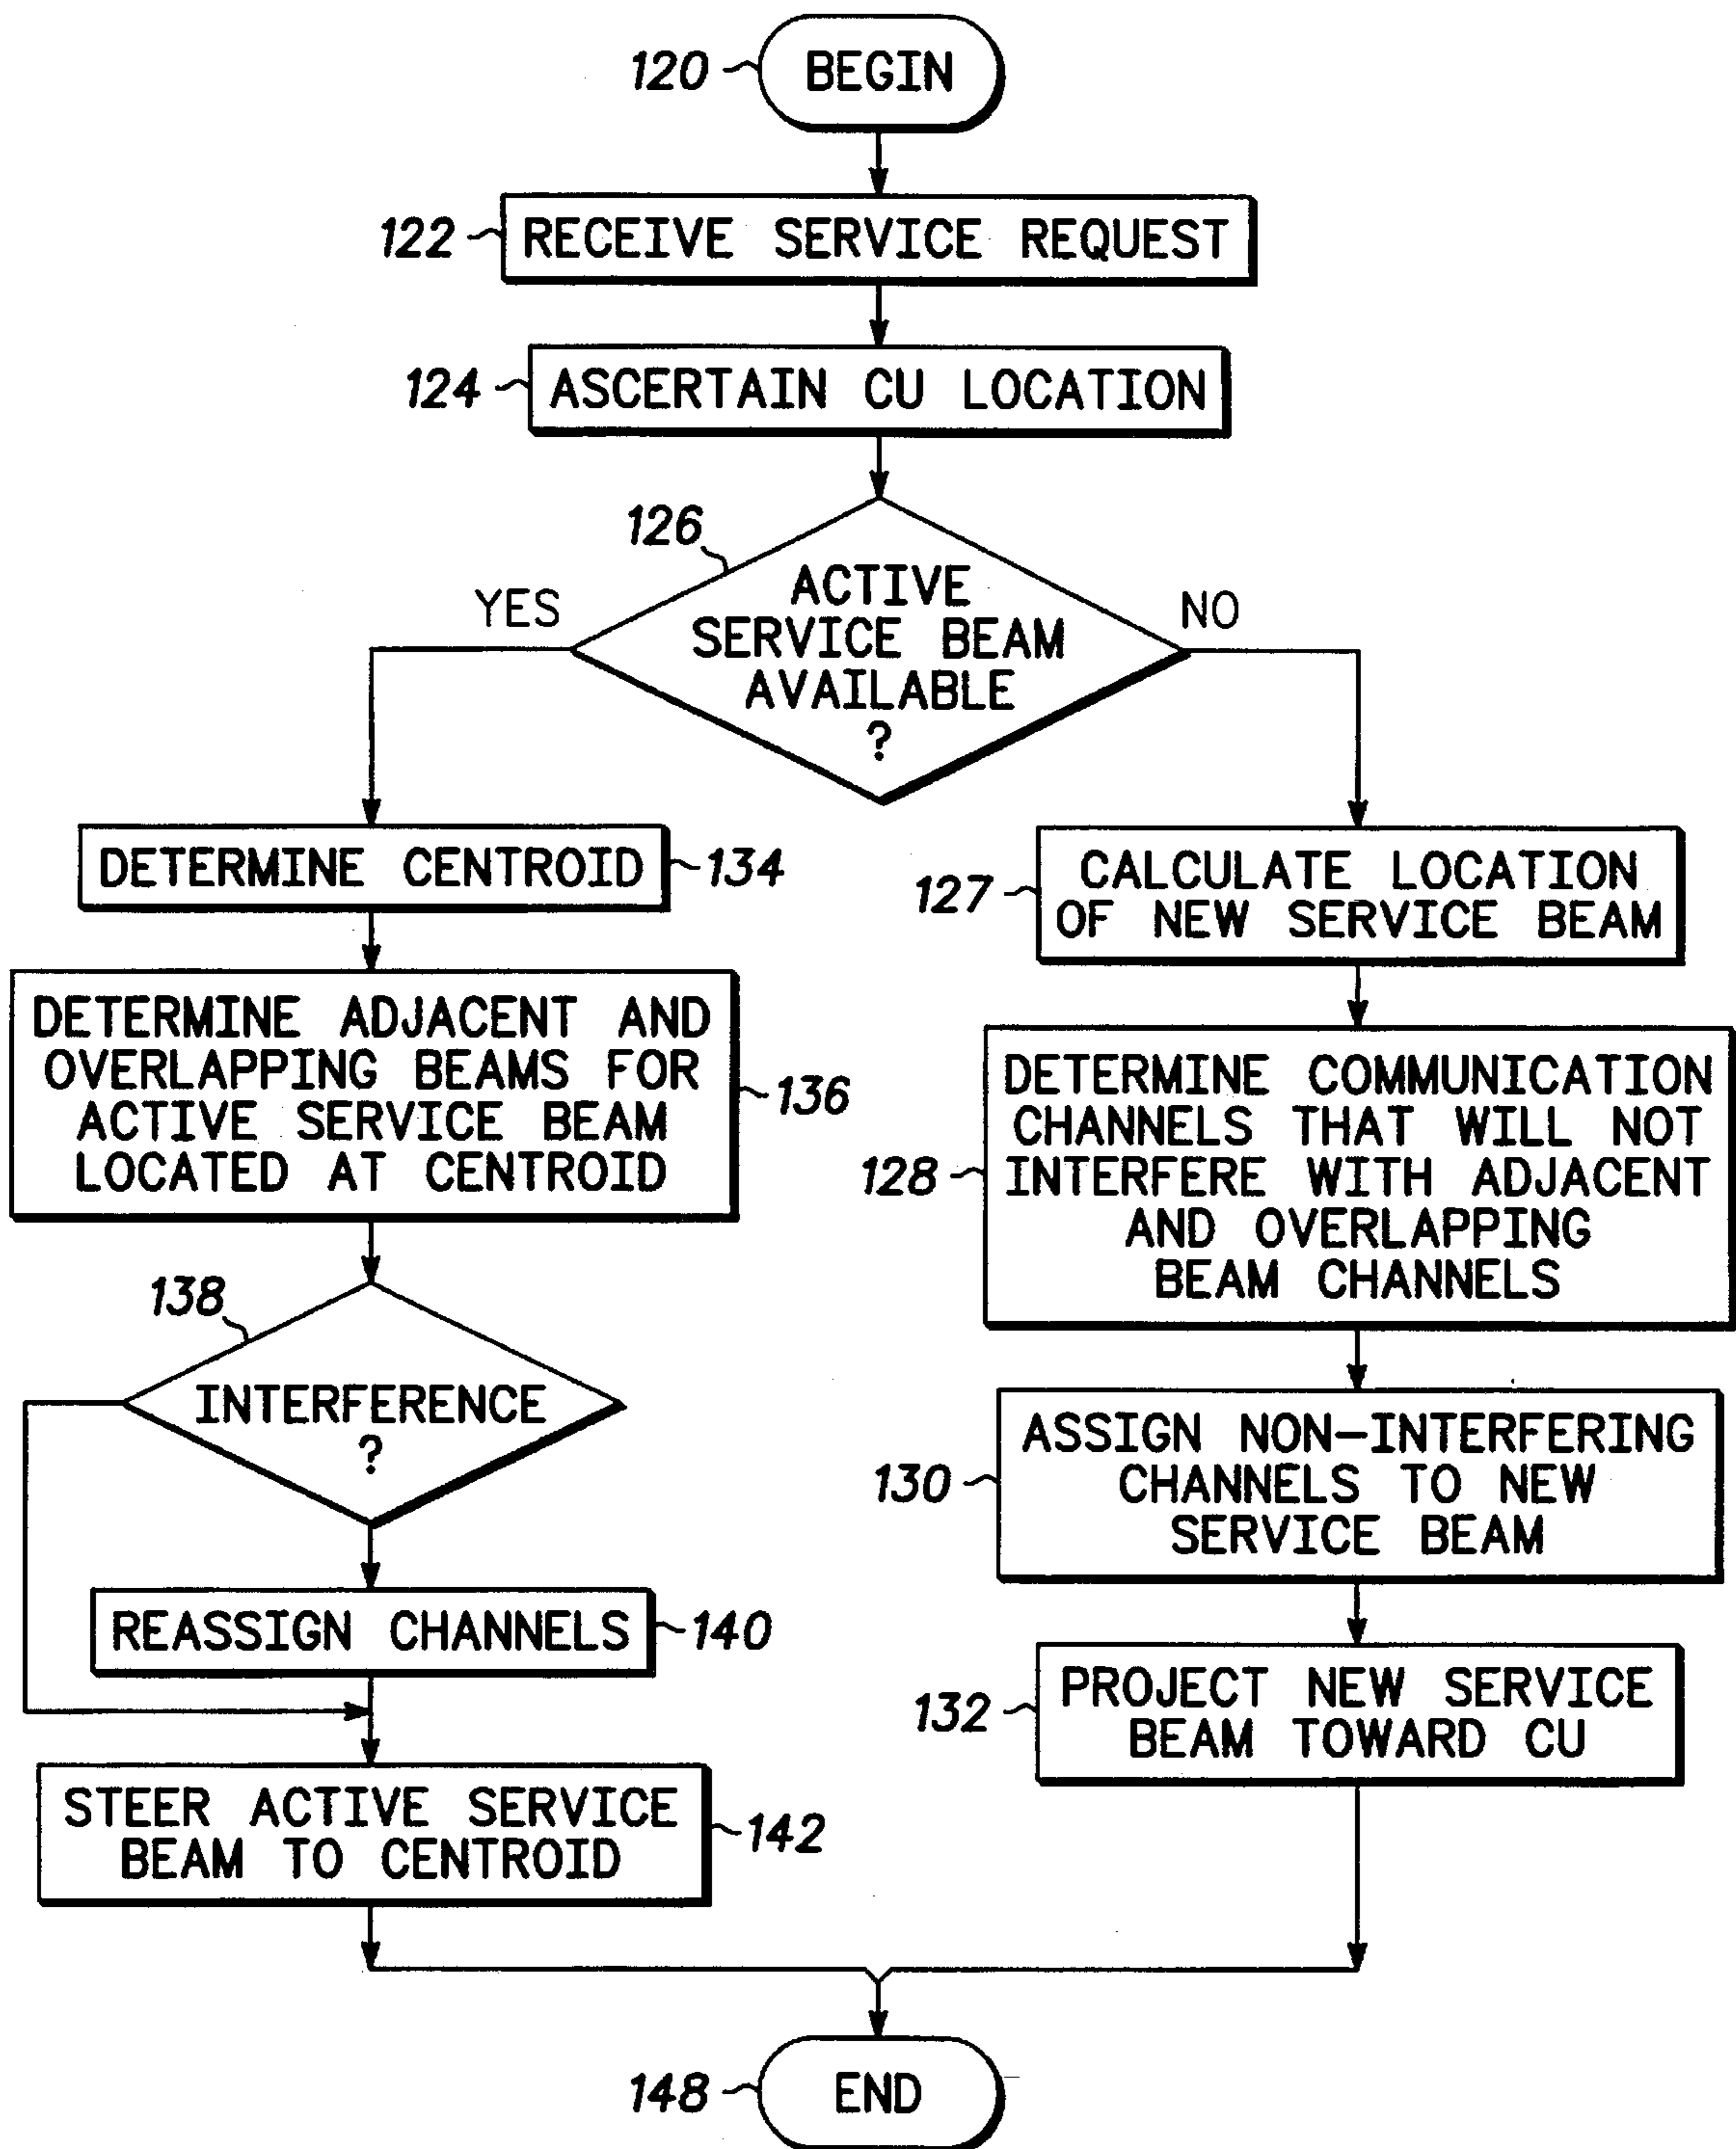 120
BEGIN
122
RECEIVE SERVICE REQUEST
124
ASCERTAIN CU LOCATION
126
ACTIVE
SERVICE BEAM
AVAILABLE
?
YES
NO
DETERMINE CENTROID
134
DETERMINE ADJACENT AND
OVERLAPPING BEAMS FOR
ACTIVE SERVICE BEAM
LOCATED AT CENTROID
136
138
INTERFERENCE
?
REASSIGN CHANNELS
140
STEER ACTIVE SERVICE
BEAM TO CENTROID
142
127
CALCULATE LOCATION
OF NEW SERVICE BEAM
128
DETERMINE COMMUNICATION
CHANNELS THAT WILL NOT
INTERFERE WITH ADJACENT
AND OVERLAPPING
BEAM CHANNELS
130
ASSIGN NON-INTERFERING
CHANNELS TO NEW
SERVICE BEAM
132
PROJECT NEW SERVICE
BEAM TOWARD CU
148
END